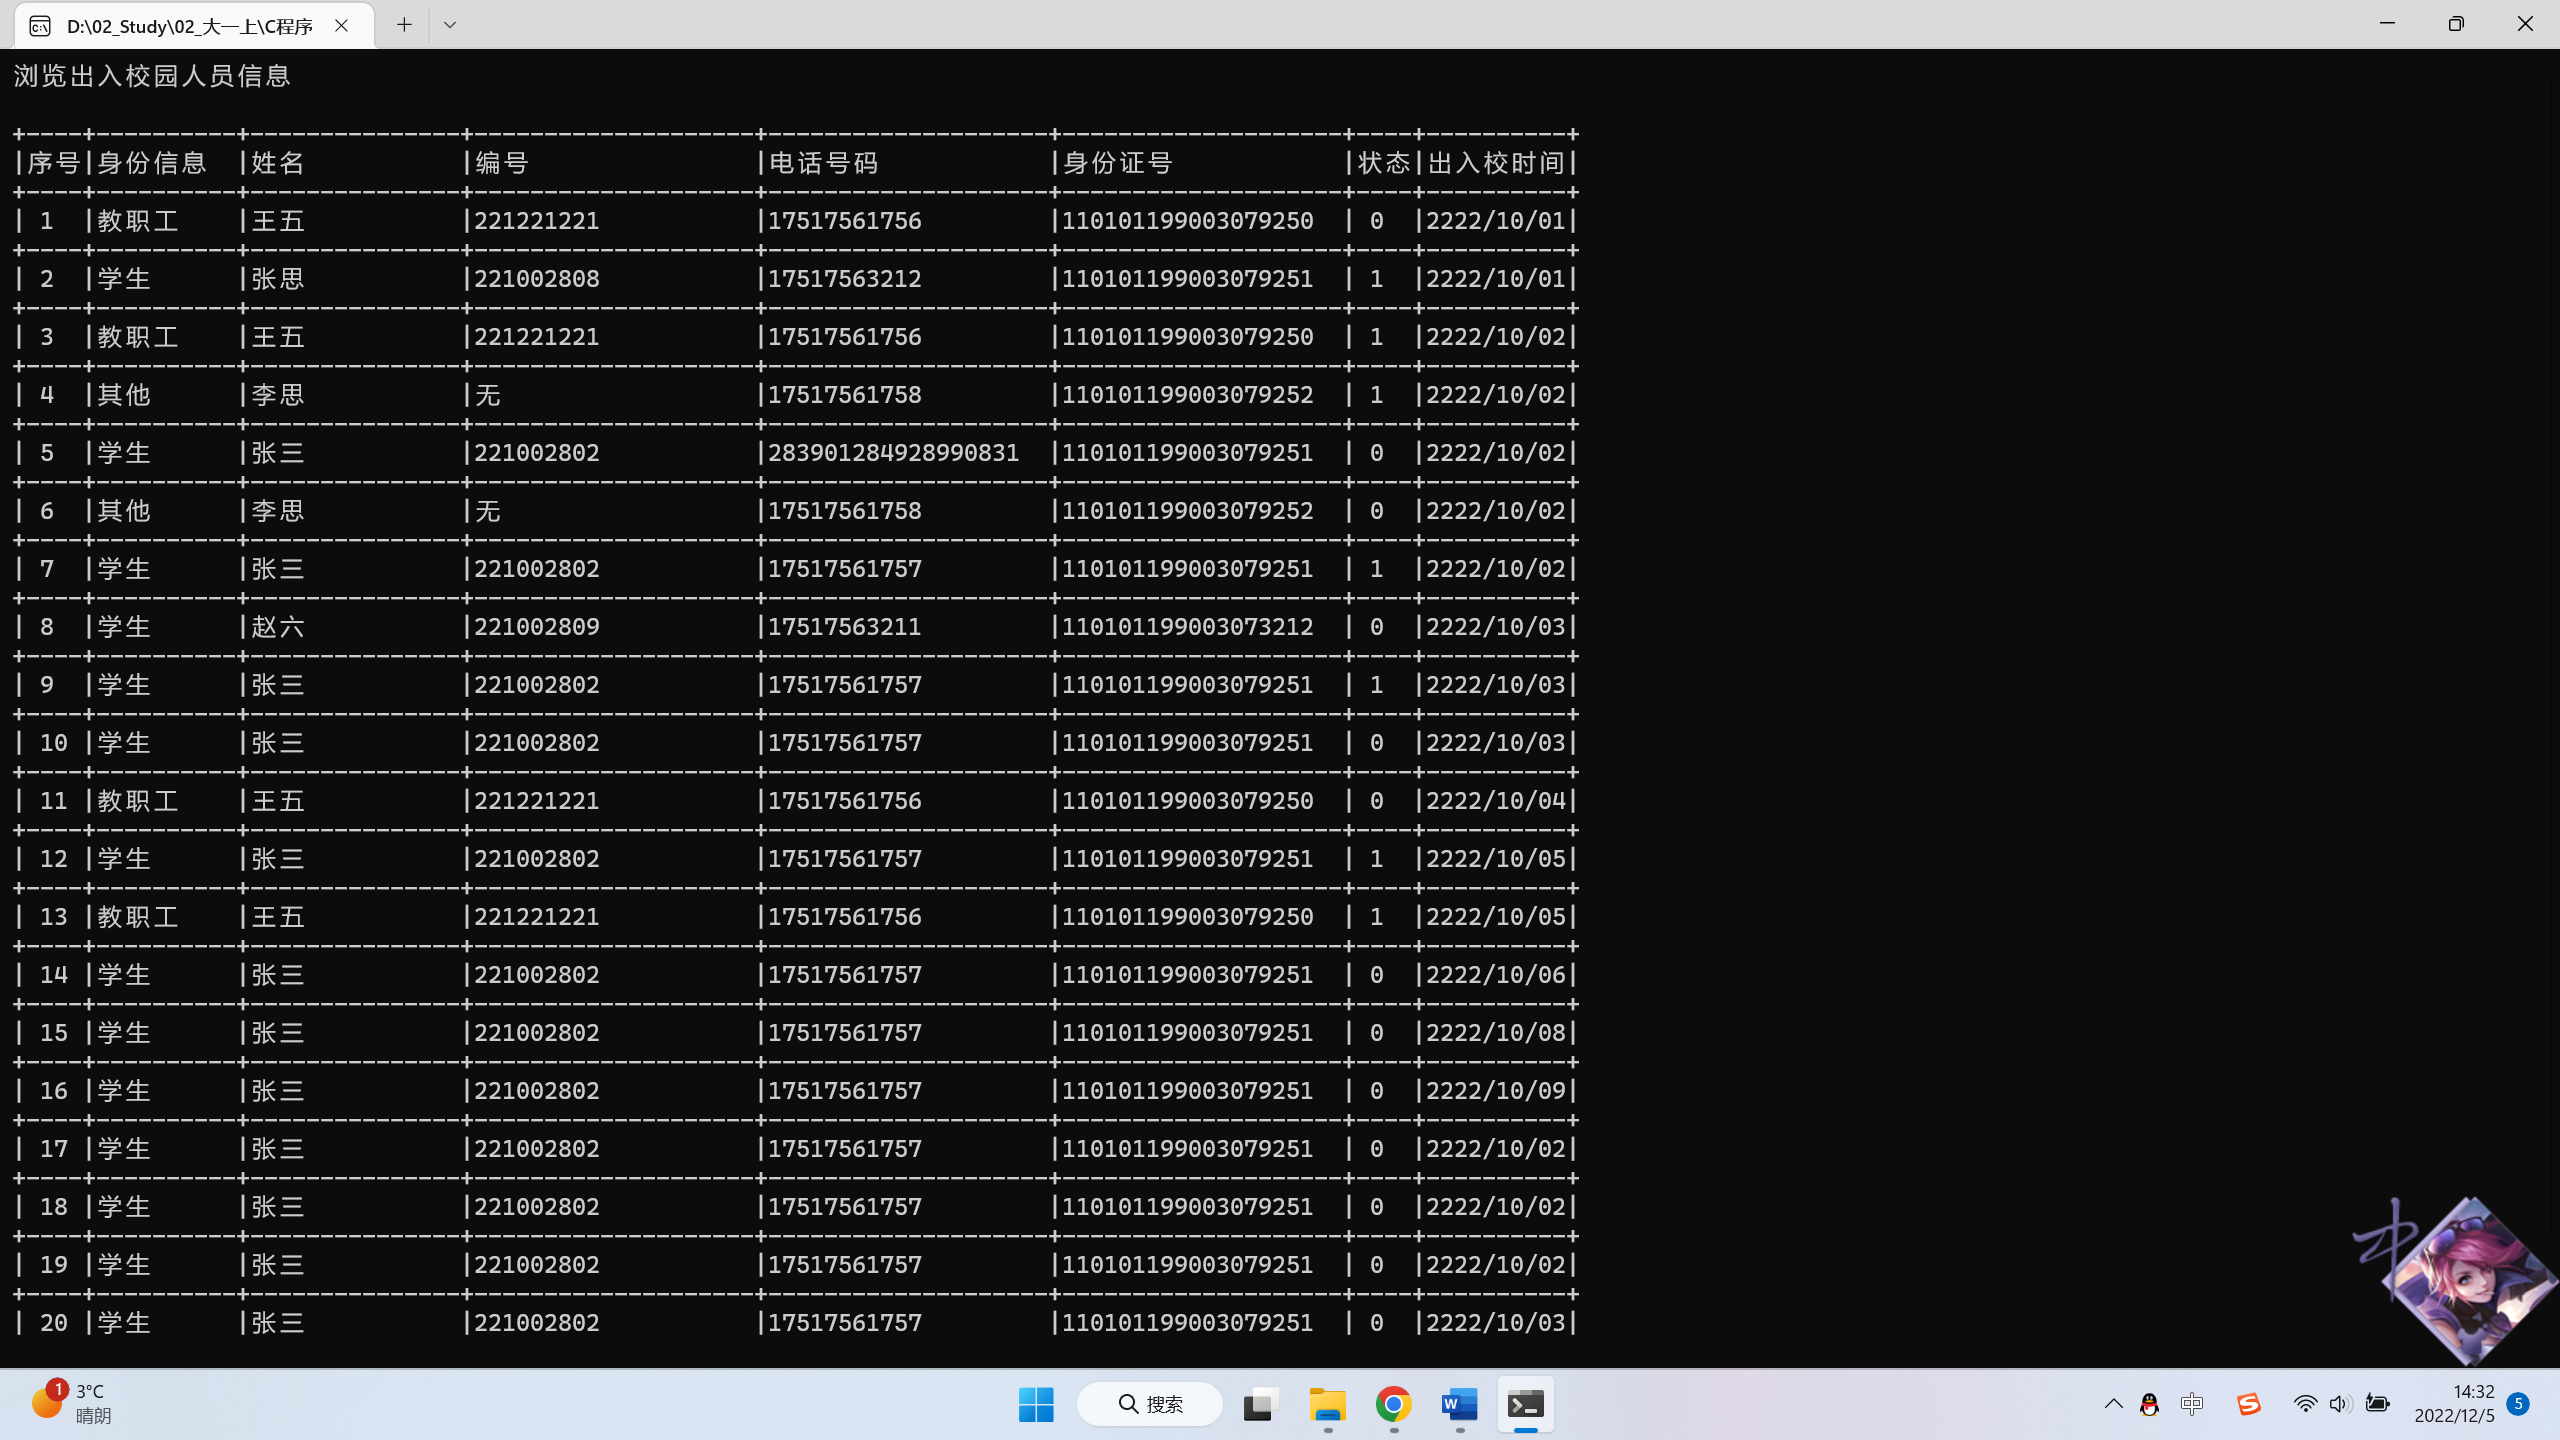 D:\02_Study\02_大一上\C程序
浏览出入校园人员信息
+----+----------+---------------+--------------------+--------------------+--------------------+----+----------+
|序号|身份信息 |姓名 |编号 |电话号码 |身份证号 |状态|出入校时间|
| 1 |教职工 |王五 |221221221 |17517561756 |110101199003079250 | 0 |2222/10/01|
| 2 |学生 |张思 |221002808 |17517563212 |110101199003079251 | 1 |2222/10/01|
| 3 |教职工 |王五 |221221221 |17517561756 |110101199003079250 | 1 |2222/10/02|
| 4 |其他 |李思 |无 |17517561758 |110101199003079252 | 1 |2222/10/02|
| 5 |学生 |张三 |221002802 |283901284928990831 |110101199003079251 | 0 |2222/10/02|
| 6 |其他 |李思 |无 |17517561758 |110101199003079252 | 0 |2222/10/02|
| 7 |学生 |张三 |221002802 |17517561757 |110101199003079251 | 1 |2222/10/02|
| 8 |学生 |赵六 |221002809 |17517563211 |110101199003073212 | 0 |2222/10/03|
| 9 |学生 |张三 |221002802 |17517561757 |110101199003079251 | 1 |2222/10/03|
| 10 |学生 |张三 |221002802 |17517561757 |110101199003079251 | 0 |2222/10/03|
| 11 |教职工 |王五 |221221221 |17517561756 |110101199003079250 | 0 |2222/10/04|
| 12 |学生 |张三 |221002802 |17517561757 |110101199003079251 | 1 |2222/10/05|
| 13 |教职工 |王五 |221221221 |17517561756 |110101199003079250 | 1 |2222/10/05|
| 14 |学生 |张三 |221002802 |17517561757 |110101199003079251 | 0 |2222/10/06|
| 15 |学生 |张三 |221002802 |17517561757 |110101199003079251 | 0 |2222/10/08|
| 16 |学生 |张三 |221002802 |17517561757 |110101199003079251 | 0 |2222/10/09|
| 17 |学生 |张三 |221002802 |17517561757 |110101199003079251 | 0 |2222/10/02|
| 18 |学生 |张三 |221002802 |17517561757 |110101199003079251 | 0 |2222/10/02|
| 19 |学生 |张三 |221002802 |17517561757 |110101199003079251 | 0 |2222/10/02|
| 20 |学生 |张三 |221002802 |17517561757 |110101199003079251 | 0 |2222/10/03|
中
1
3°C
晴朗
搜索
中
14:32
2022/12/5
5